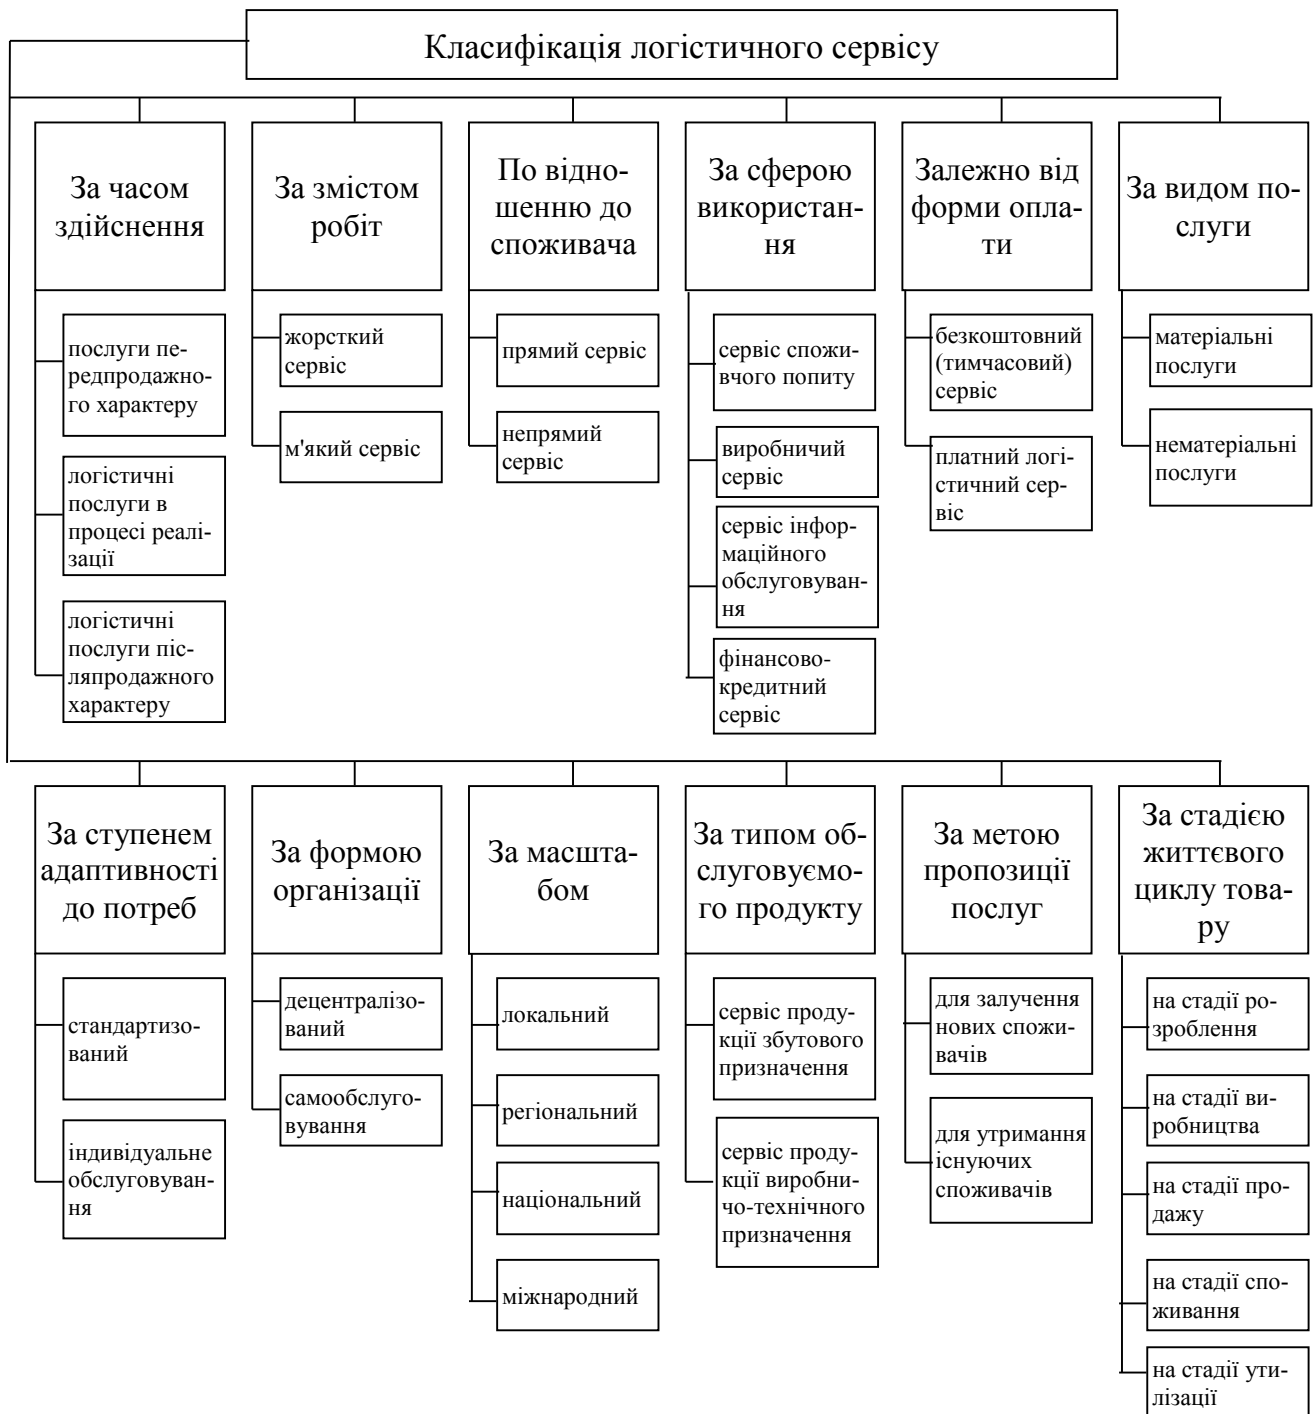 Класифікація логістичного сервісу
За часом
здійснення
послуги пе-
редпродажно-
го характеру
логістичні
послуги в
процесі реалі-
зації
логістичні
послуги піс-
ляпродажного
характеру
За змістом
робіт
жорсткий
сервіс
м'який сервіс
По відно-
шенню до
споживача
прямий сервіс
непрямий
сервіс
За сферою
використан-
ня
сервіс спожи-
вчого попиту
виробничий
сервіс
сервіс інфор-
маційного
обслуговуван-
ня
фінансово-
кредитний
сервіс
Залежно від
форми опла-
ти
безкоштовний
(тимчасовий)
сервіс
платний логі-
стичний сер-
віс
За видом по-
слуги
матеріальні
послуги
нематеріальні
послуги
За ступенем
адаптивності
до потреб
стандартизо-
ваний
індивідуальне
обслуговуван-
ня
За формою
організації
децентралізо-
ваний
самообслуго-
вування
За масшта-
бом
локальний
регіональний
національний
міжнародний
За типом об-
слуговуємо-
го продукту
сервіс проду-
кції збутового
призначення
сервіс проду-
кції виробни-
чо-технічного
призначення
За метою
пропозиції
послуг
для залучення
нових спожи-
вачів
для утримання
існуючих
споживачів
За стадією
життєвого
циклу това-
ру
на стадії ро-
зроблення
на стадії ви-
робництва
на стадії про-
дажу
на стадії спо-
живання
на стадії ути-
лізації